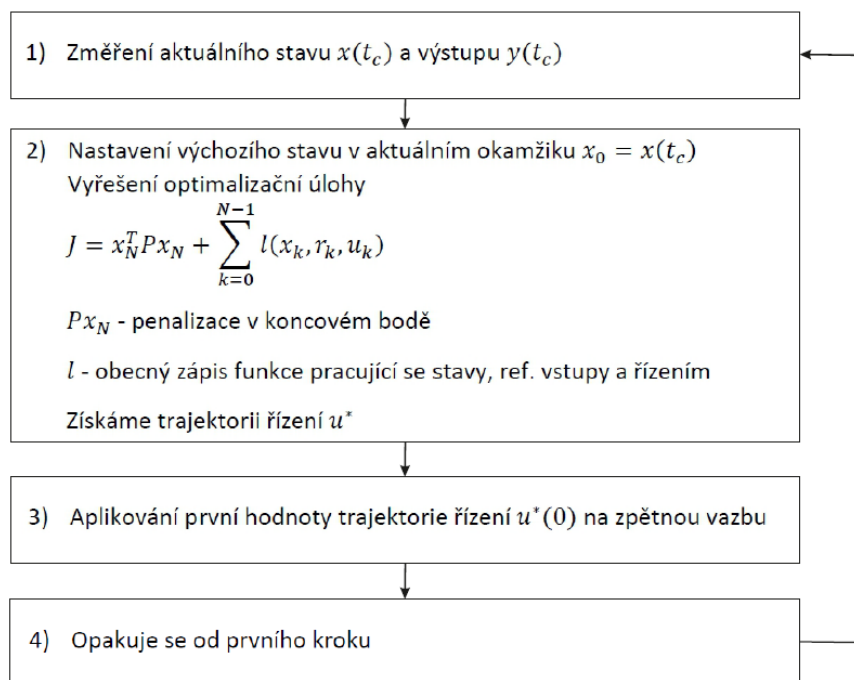 1) Změření aktuálního stavu x(t_c) a výstupu y(t_c)
2) Nastavení výchozího stavu v aktuálním okamžiku x_0 = x(t_c)
Vyřešení optimalizační úlohy
J = x_N^T P x_N + \sum_{k=0}^{N-1} l(x_k, r_k, u_k)
Px_N - penalizace v koncovém bodě
l - obecný zápis funkce pracující se stavy, ref. vstupy a řízením
Získáme trajektorii řízení u^*
3) Aplikování první hodnoty trajektorie řízení u^*(0) na zpětnou vazbu
4) Opakuje se od prvního kroku